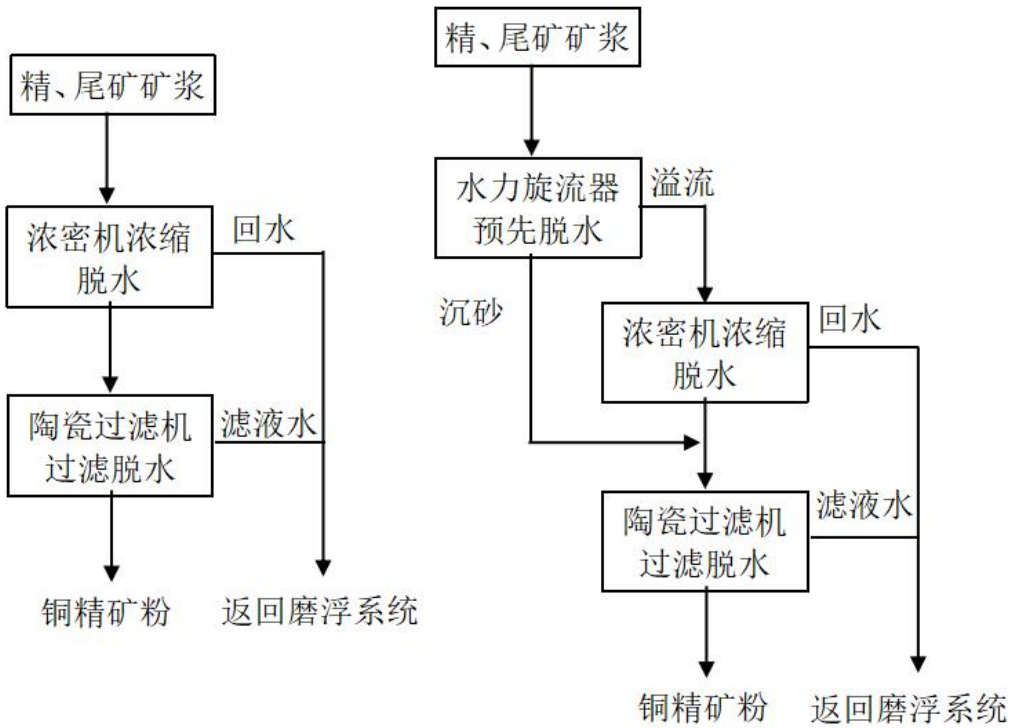 精、尾矿矿浆
浓密机浓缩
脱水
回水
陶瓷过滤机
过滤脱水
滤液水
铜精矿粉
返回磨浮系统
精、尾矿矿浆
水力旋流器
预先脱水
溢流
沉砂
浓密机浓缩
脱水
回水
陶瓷过滤机
过滤脱水
滤液水
铜精矿粉
返回磨浮系统